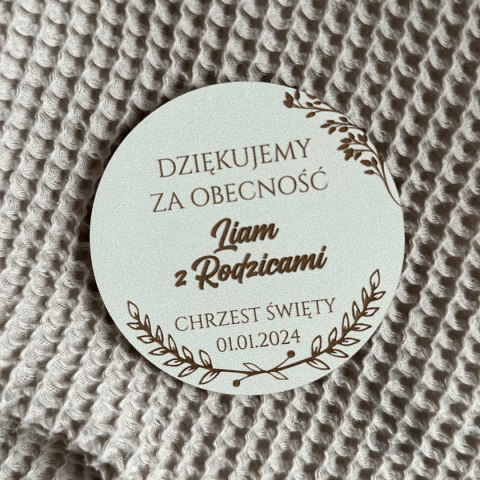 DZIĘKUJEMY
ZA OBECNOŚĆ
Liam
z Rodzicami
CHRZEST ŚWIĘTY
01.01.2024